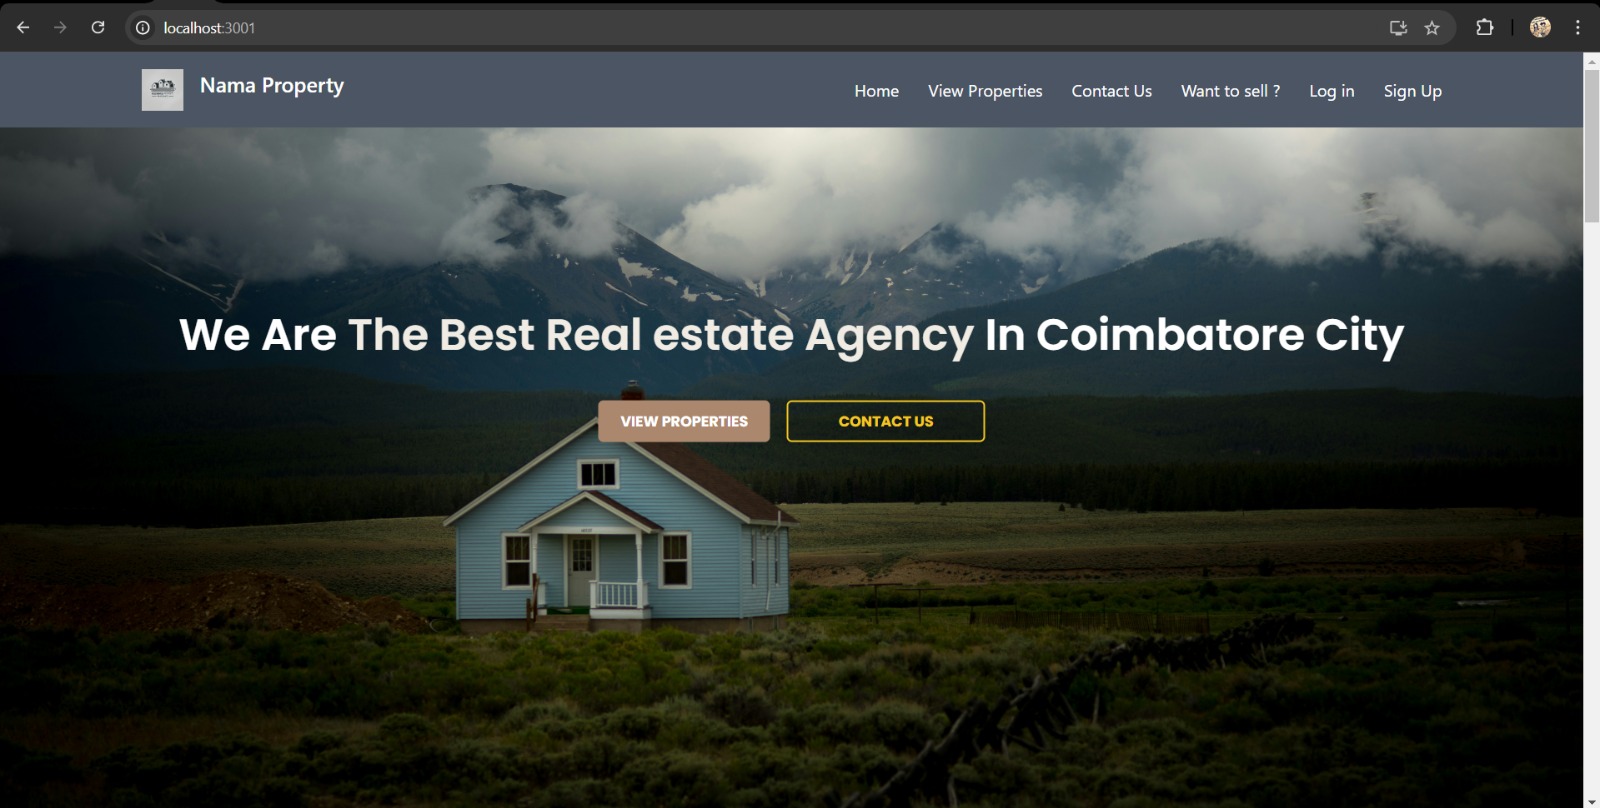 localhost:3001
Nama Property
Home View Properties Contact Us Want to sell ? Log in Sign Up
We Are The Best Real estate Agency In Coimbatore City
VIEW PROPERTIES CONTACT US